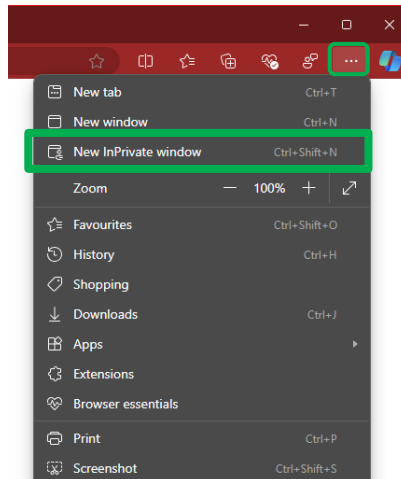 New tab Ctrl+T
New window Ctrl+N
New InPrivate window Ctrl+Shift+N
Zoom — 100% +
Favourites Ctrl+Shift+O
History Ctrl+H
Shopping
Downloads Ctrl+J
Apps
Extensions
Browser essentials
Print Ctrl+P
Screenshot Ctrl+Shift+S